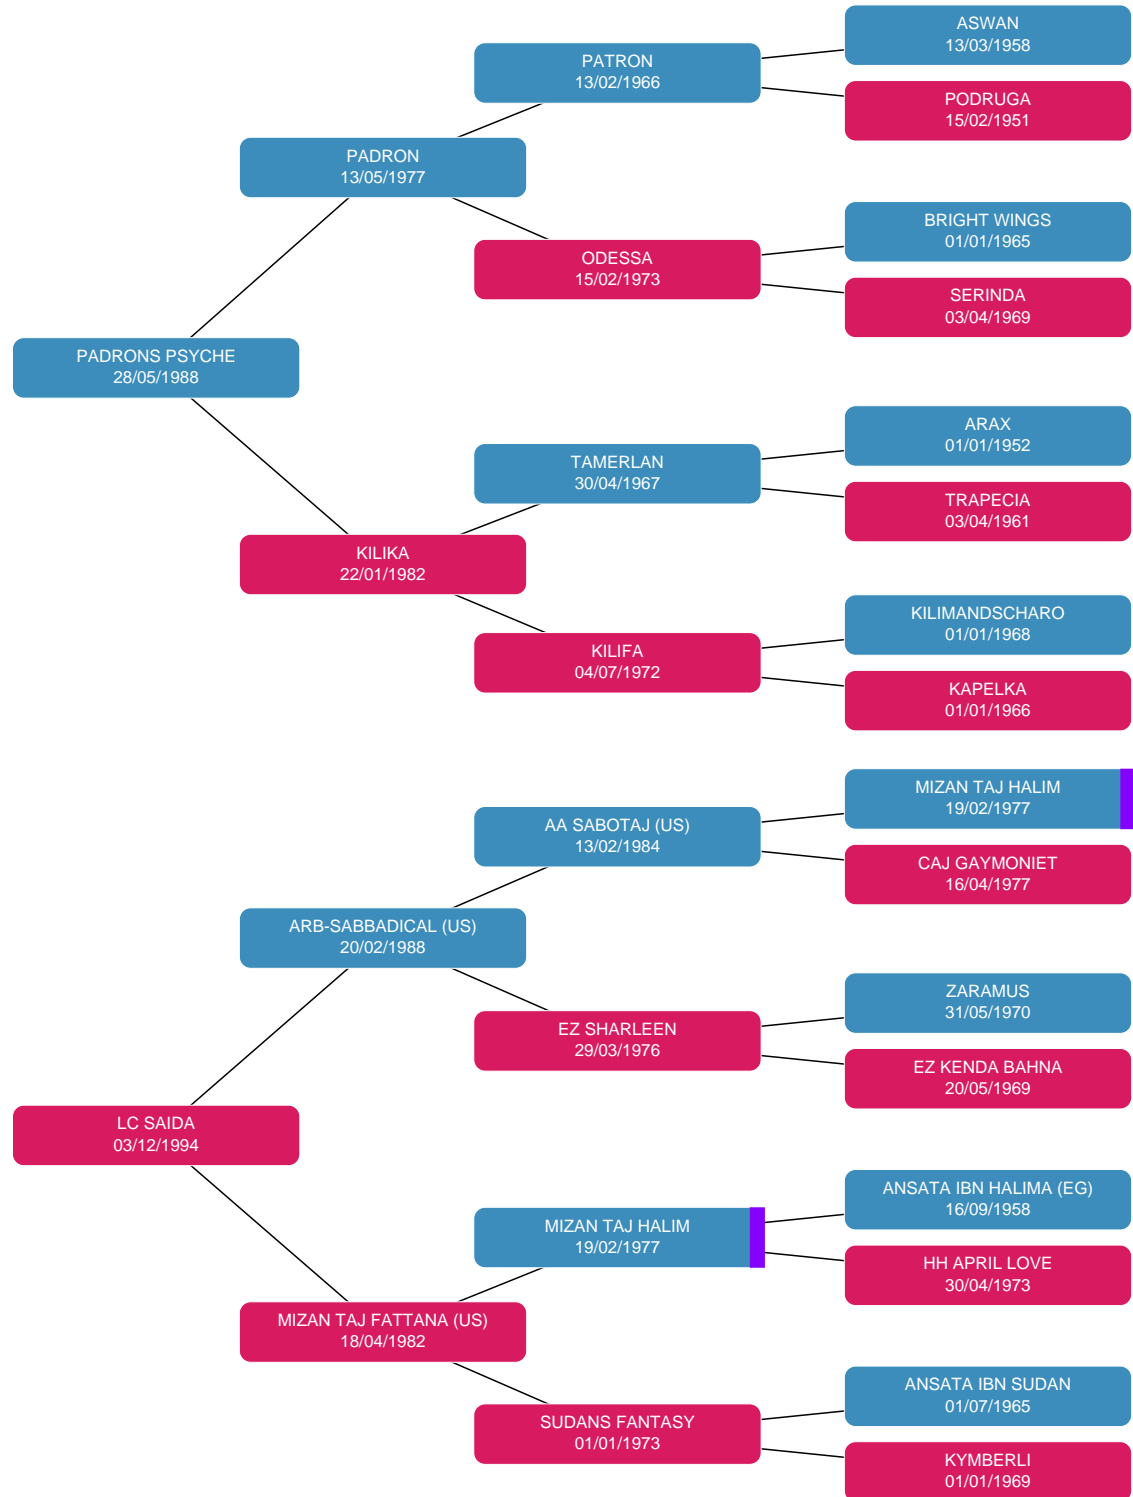 ASWAN
13/03/1958
PATRON
13/02/1966
PODRUGA
15/02/1951
PADRON
13/05/1977
BRIGHT WINGS
01/01/1965
ODESSA
15/02/1973
SERINDA
03/04/1969
PADRONS PSYCHE
28/05/1988
ARAX
01/01/1952
TAMERLAN
30/04/1967
TRAPECIA
03/04/1961
KILIKA
22/01/1982
KILIMANDSCHARO
01/01/1968
KILIFA
04/07/1972
KAPELKA
01/01/1966
MIZAN TAJ HALIM
19/02/1977
AA SABOTAJ (US)
13/02/1984
CAJ GAYMONIET
16/04/1977
ARB-SABBADICAL (US)
20/02/1988
ZARAMUS
31/05/1970
EZ SHARLEEN
29/03/1976
EZ KENDA BAHNA
20/05/1969
LC SAIDA
03/12/1994
ANSATA IBN HALIMA (EG)
16/09/1958
MIZAN TAJ HALIM
19/02/1977
HH APRIL LOVE
30/04/1973
MIZAN TAJ FATTANA (US)
18/04/1982
ANSATA IBN SUDAN
01/07/1965
SUDANS FANTASY
01/01/1973
KYMBERLI
01/01/1969